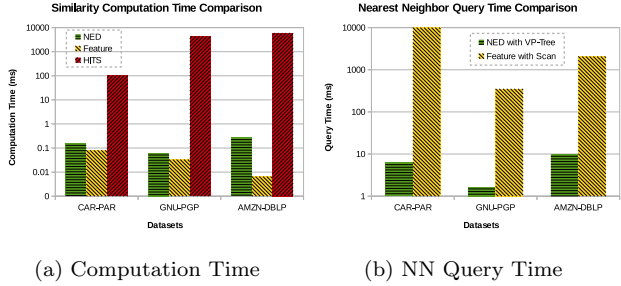 Similarity Computation Time Comparison
10000
1000
100
10
1
0.1
0.01
0
Computation Time (ms)
NED
Feature
HITS
CAR-PAR
GNU-PGP
AMZN-DBLP
Datasets
(a) Computation Time
Nearest Neighbor Query Time Comparison
10000
1000
100
10
1
Query Time (ms)
NED with VP-Tree
Feature with Scan
CAR-PAR
GNU-PGP
AMZN-DBLP
Datasets
(b) NN Query Time